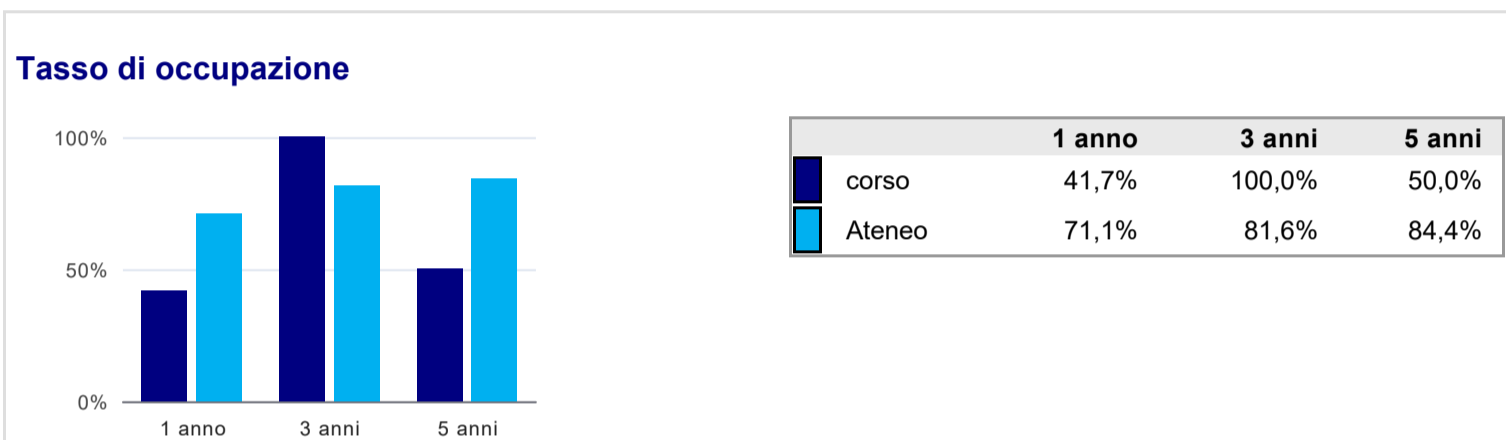 Tasso di occupazione
100%
50%
0%
1 anno 3 anni 5 anni
1 anno 3 anni 5 anni
corso 41,7% 100,0% 50,0%
Ateneo 71,1% 81,6% 84,4%